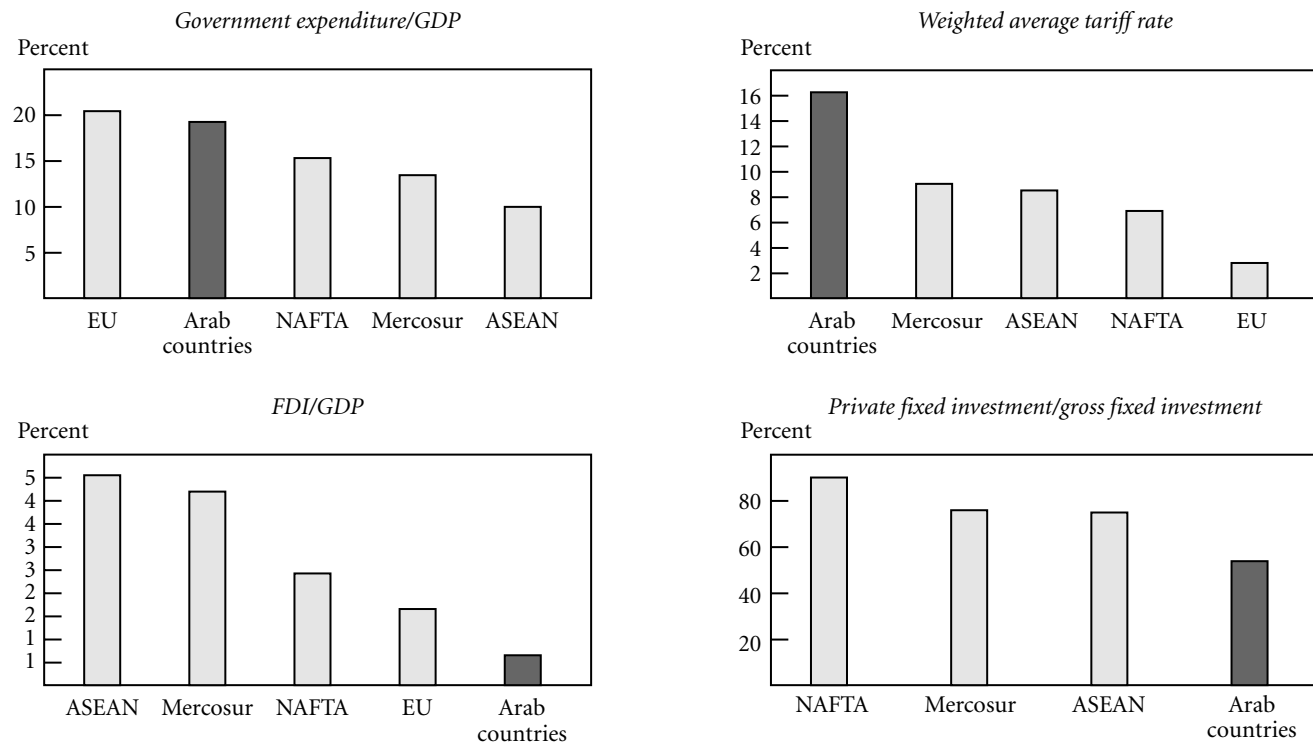 Government expenditure/GDP
Percent
20
15
10
5
EU
Arab
countries
NAFTA
Mercosur
ASEAN
Weighted average tariff rate
Percent
16
14
12
10
8
6
4
2
Arab
countries
Mercosur
ASEAN
NAFTA
EU
FDI/GDP
Percent
5
4
4
3
3
2
2
1
1
ASEAN
Mercosur
NAFTA
EU
Arab
countries
Private fixed investment/gross fixed investment
Percent
80
60
40
20
NAFTA
Mercosur
ASEAN
Arab
countries